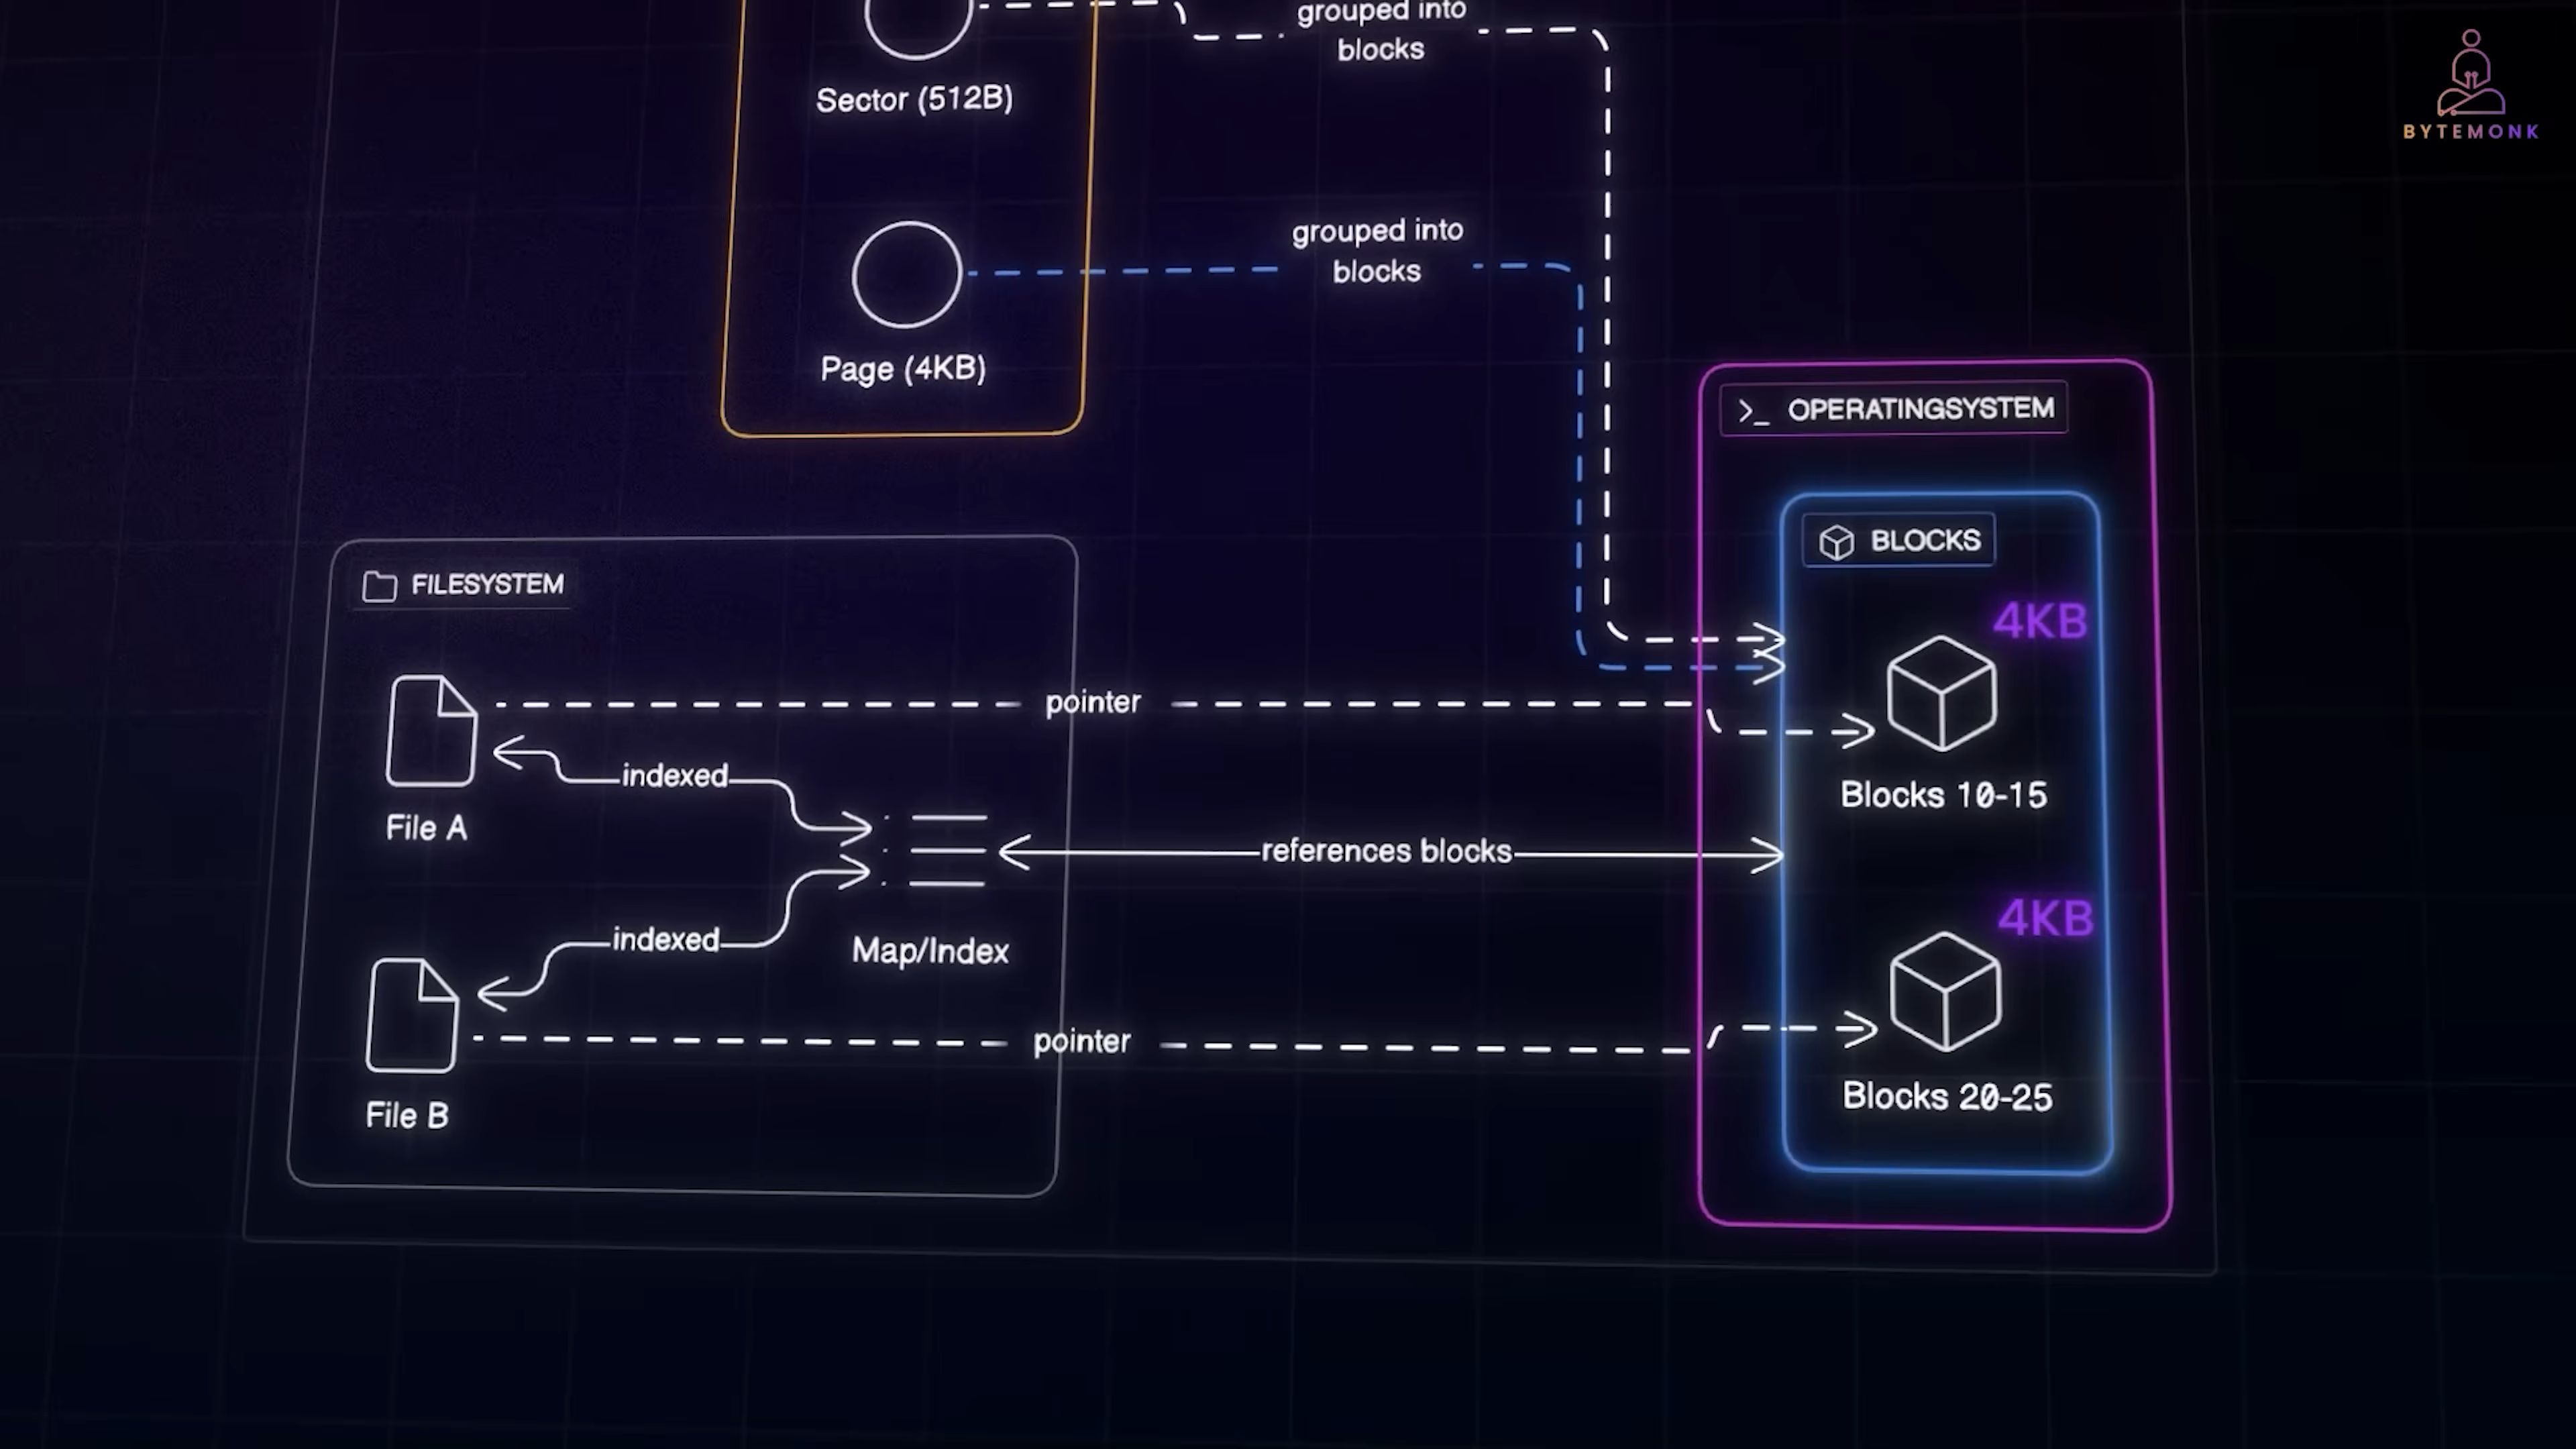 grouped into
blocks
BYTEMONK
Sector (512B)
grouped into
blocks
Page (4KB)
>_ OPERATINGSYSTEM
BLOCKS
FILESYSTEM
4KB
pointer
indexed
Blocks 10-15
File A
references blocks
4KB
indexed
Map/Index
pointer
Blocks 20-25
File B